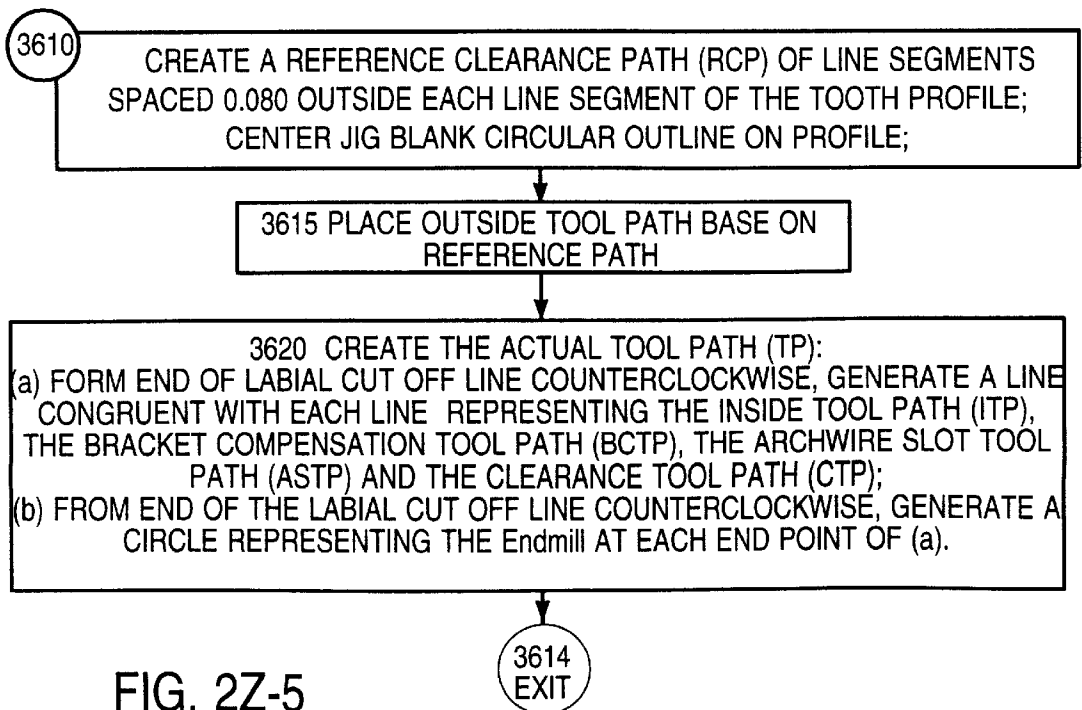 3610
CREATE A REFERENCE CLEARANCE PATH (RCP) OF LINE SEGMENTS
SPACED 0.080 OUTSIDE EACH LINE SEGMENT OF THE TOOTH PROFILE;
CENTER JIG BLANK CIRCULAR OUTLINE ON PROFILE;
3615 PLACE OUTSIDE TOOL PATH BASE ON
REFERENCE PATH
3620 CREATE THE ACTUAL TOOL PATH (TP):
(a) FORM END OF LABIAL CUT OFF LINE COUNTERCLOCKWISE, GENERATE A LINE
CONGRUENT WITH EACH LINE REPRESENTING THE INSIDE TOOL PATH (ITP),
THE BRACKET COMPENSATION TOOL PATH (BCTP), THE ARCHWIRE SLOT TOOL
PATH (ASTP) AND THE CLEARANCE TOOL PATH (CTP);
(b) FROM END OF THE LABIAL CUT OFF LINE COUNTERCLOCKWISE, GENERATE A
CIRCLE REPRESENTING THE Endmill AT EACH END POINT OF (a).
3614
EXIT
FIG. 2Z-5